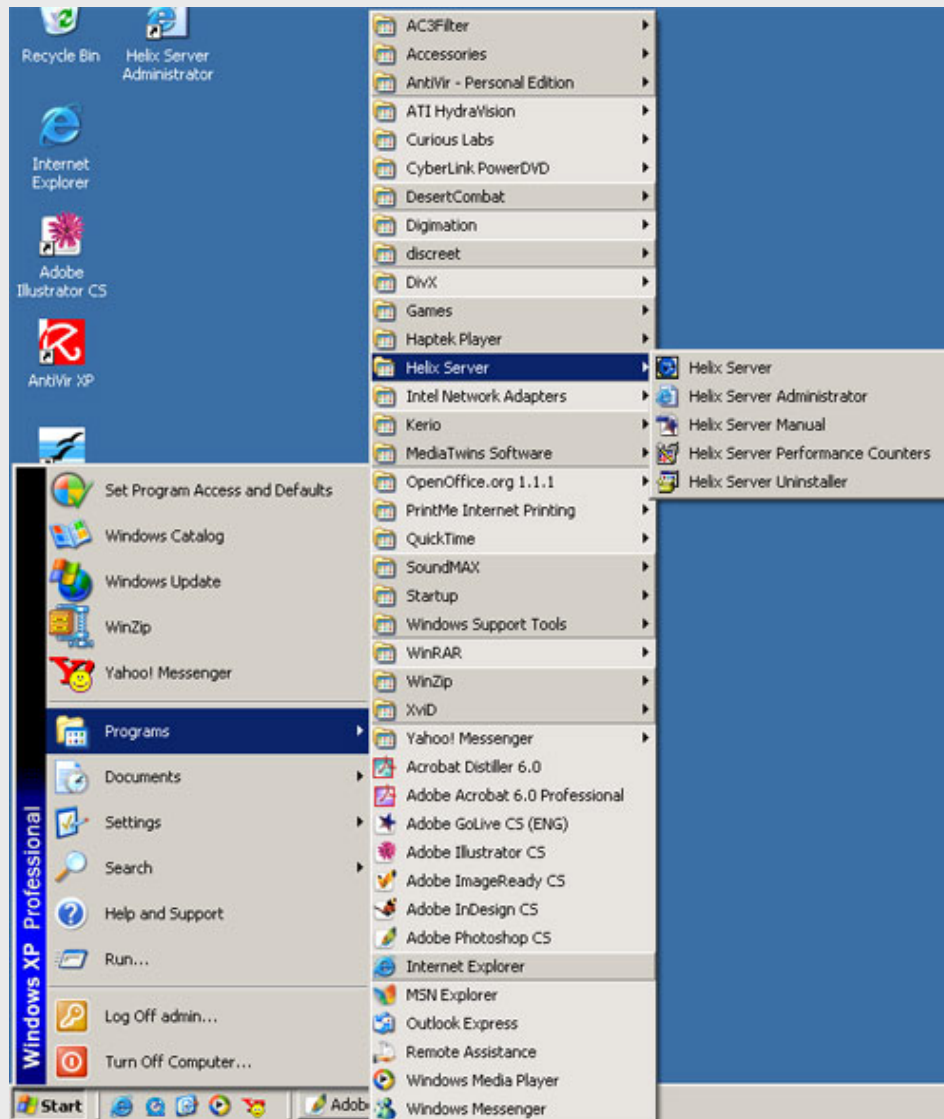 Recycle Bin
Helix Server
Administrator
Internet
Explorer
Adobe
Illustrator CS
AntiVir XP
Set Program Access and Defaults
Windows Catalog
Windows Update
WinZip
Yahoo! Messenger
Programs
Documents
Settings
Search
Help and Support
Run...
Log Off admin...
Turn Off Computer...
Windows XP Professional
Start
Adob
AC3Filter
Accessories
AntiVir - Personal Edition
ATI HydraVision
Curious Labs
CyberLink PowerDVD
DesertCombat
Digimation
discreet
DivX
Games
Haptek Player
Helix Server
Intel Network Adapters
Kerio
MediaTwins Software
OpenOffice.org 1.1.1
PrintMe Internet Printing
QuickTime
SoundMAX
Startup
Windows Support Tools
WinRAR
WinZip
XviD
Yahoo! Messenger
Acrobat Distiller 6.0
Adobe Acrobat 6.0 Professional
Adobe GoLive CS (ENG)
Adobe Illustrator CS
Adobe ImageReady CS
Adobe InDesign CS
Adobe Photoshop CS
Internet Explorer
MSN Explorer
Outlook Express
Remote Assistance
Windows Media Player
Windows Messenger
Helix Server
Helix Server Administrator
Helix Server Manual
Helix Server Performance Counters
Helix Server Uninstaller